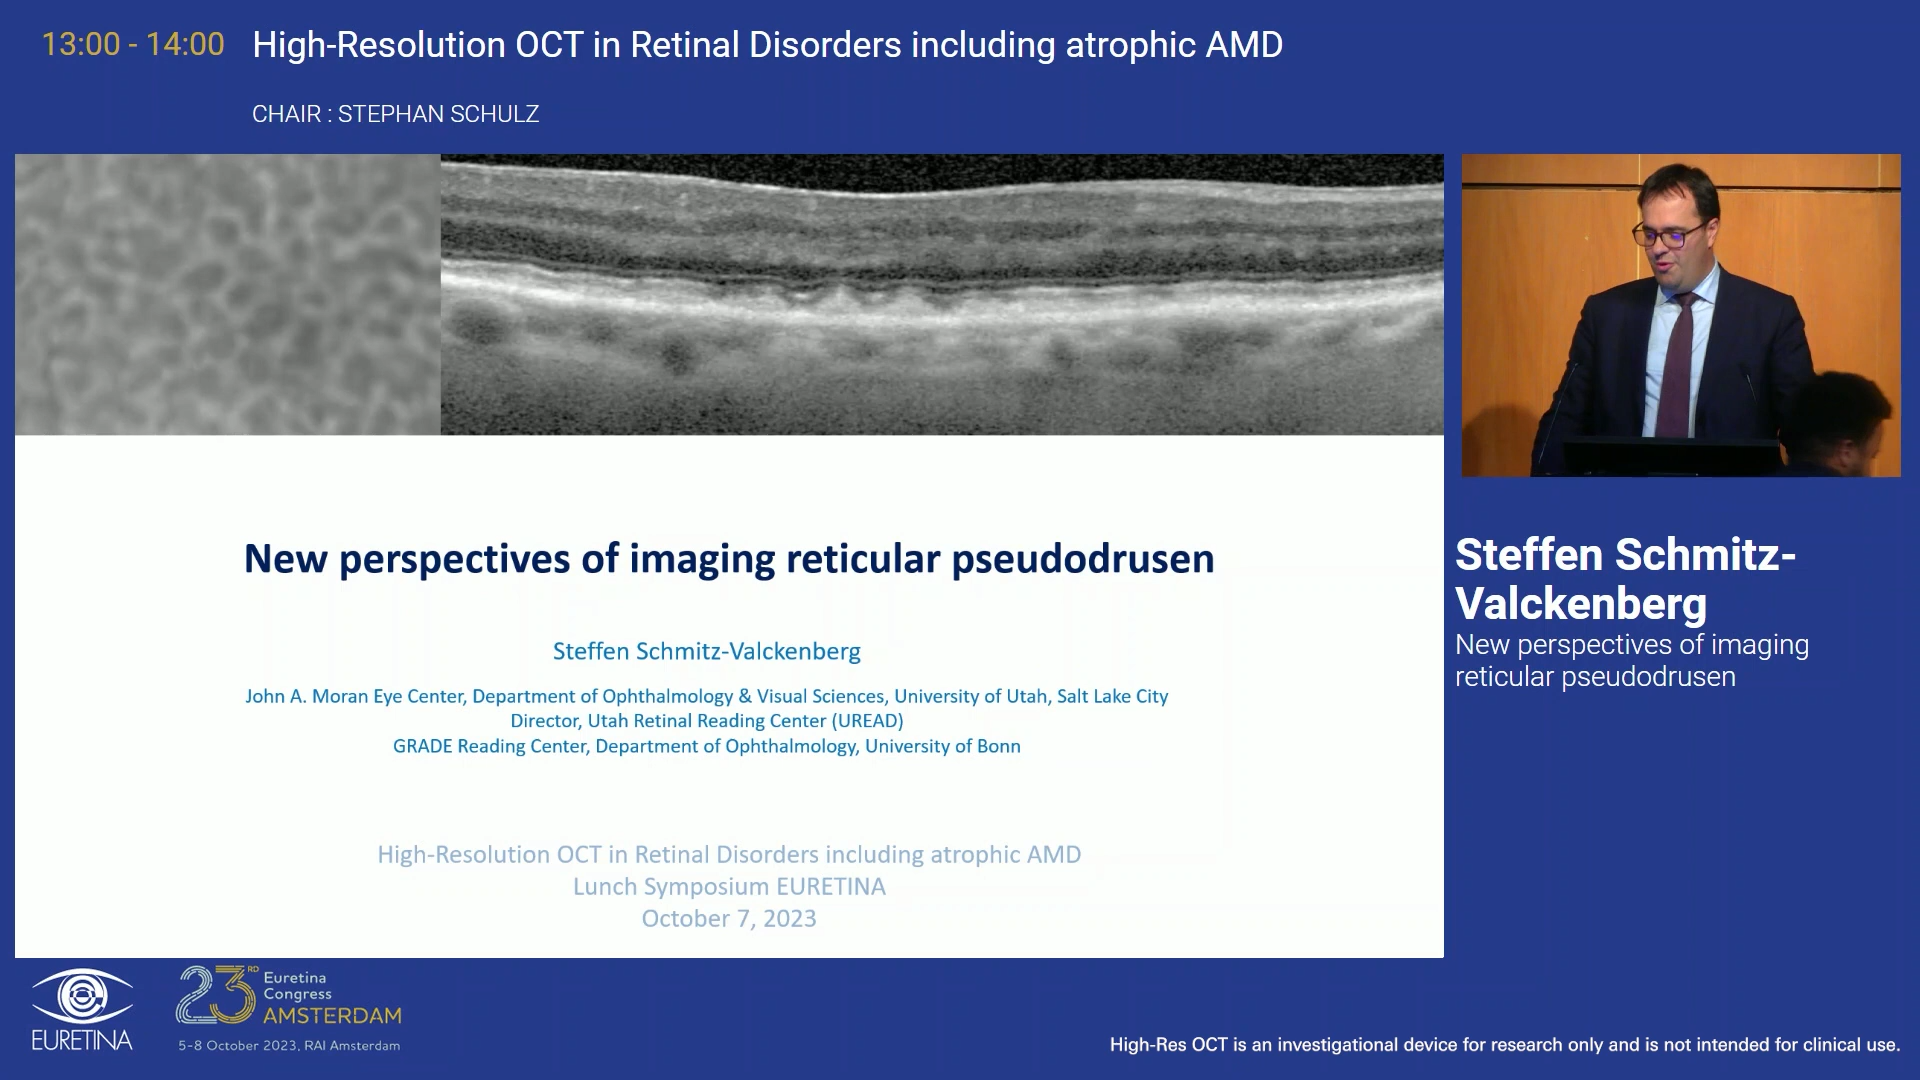 13:00 - 14:00 High-Resolution OCT in Retinal Disorders including atrophic AMD
CHAIR : STEPHAN SCHULZ
New perspectives of imaging reticular pseudodrusen
Steffen Schmitz-Valckenberg
John A. Moran Eye Center, Department of Ophthalmology & Visual Sciences, University of Utah, Salt Lake City
Director, Utah Retinal Reading Center (UREAD)
GRADE Reading Center, Department of Ophthalmology, University of Bonn
High-Resolution OCT in Retinal Disorders including atrophic AMD
Lunch Symposium EURETINA
October 7, 2023
Steffen Schmitz-
Valckenberg
New perspectives of imaging
reticular pseudodrusen
EURETINA
23RD
Euretina
Congress
AMSTERDAM
5-8 October 2023, RAI Amsterdam
High-Res OCT is an investigational device for research only and is not intended for clinical use.